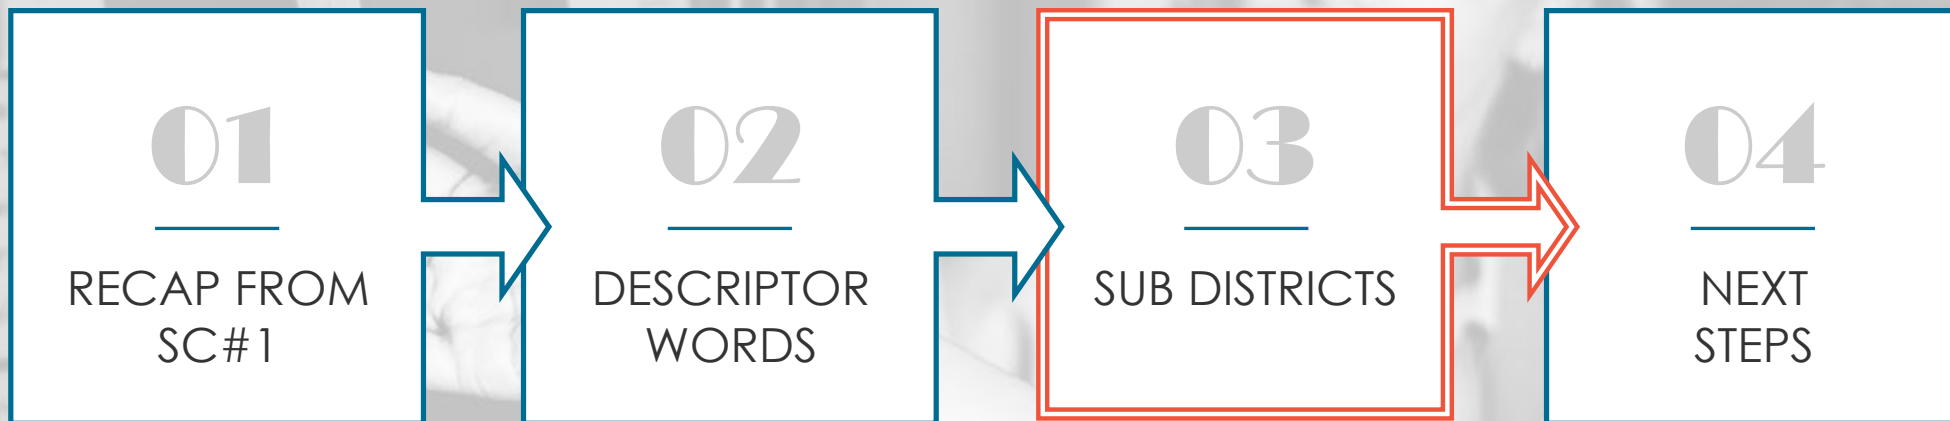 01
RECAP FROM
SC#1
02
DESCRIPTOR
WORDS
03
SUB DISTRICTS
04
NEXT
STEPS